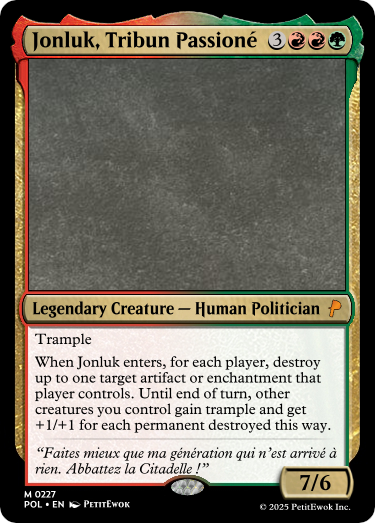 Jonluk, Tribun Passioné 3
Legendary Creature — Human Politician
Trample
When Jonluk enters, for each player, destroy
up to one target artifact or enchantment that
player controls. Until end of turn, other
creatures you control gain trample and get
+1/+1 for each permanent destroyed this way.
“Faites mieux que ma génération qui n’est arrivé à
rien. Abbattez la Citadelle !”
7/6
M 0227
POL • EN PetitEwok
© 2025 PetitEwok Inc.